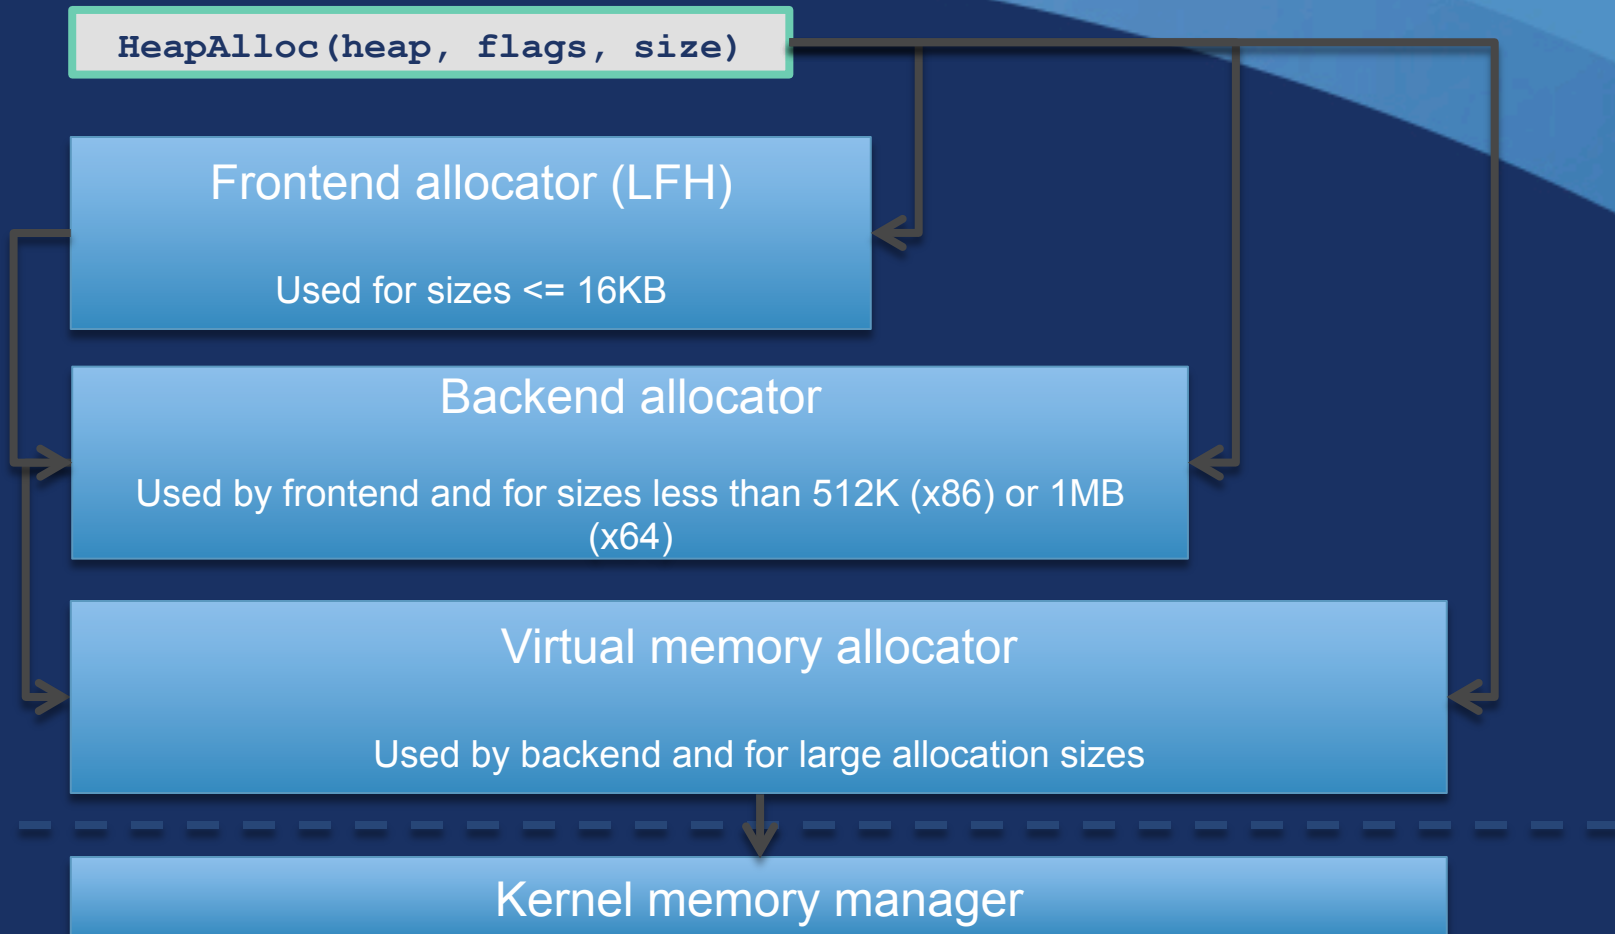 HeapAlloc(heap, flags, size)
Frontend allocator (LFH)
Used for sizes <= 16KB
Backend allocator
Used by frontend and for sizes less than 512K (x86) or 1MB
(x64)
Virtual memory allocator
Used by backend and for large allocation sizes
Kernel memory manager